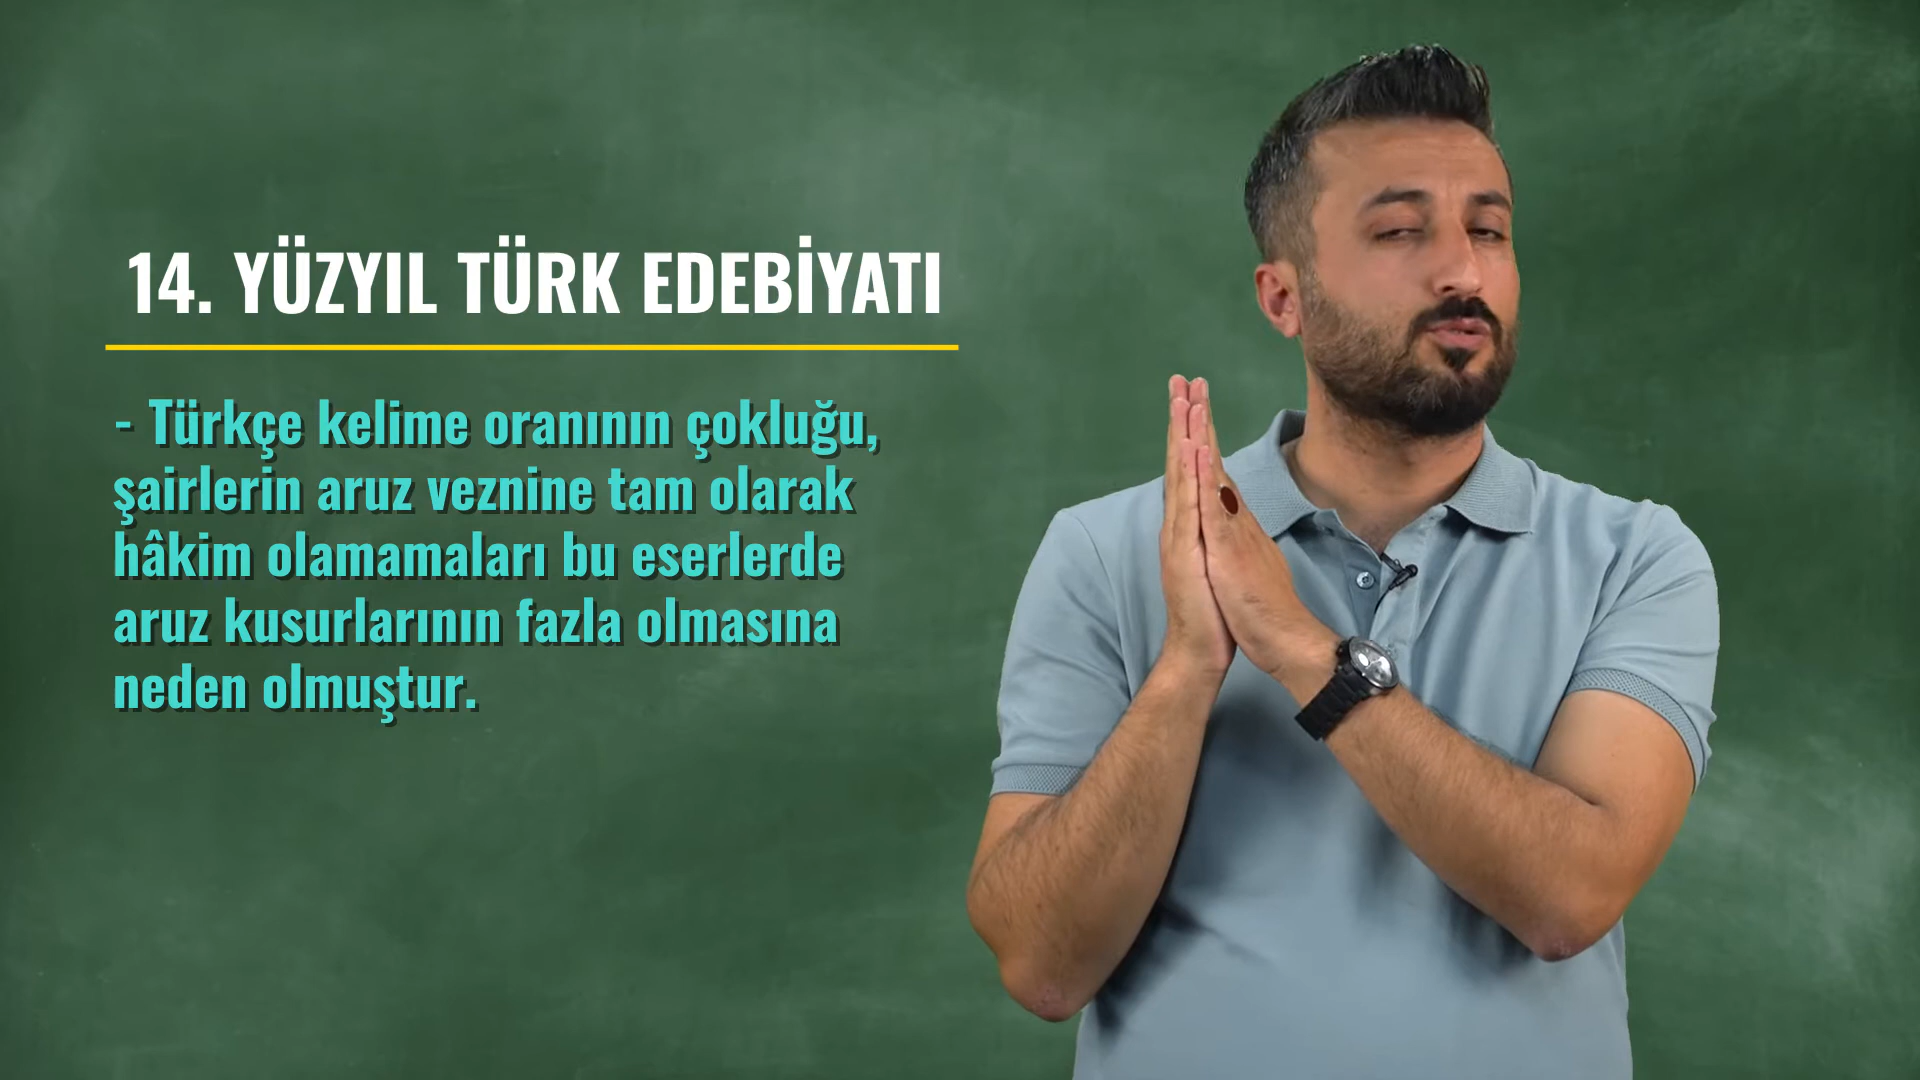 14. YÜZYIL TÜRK EDEBİYATI
- Türkçe kelime oranının çokluğu,
şairlerin aruz veznine tam olarak
hâkim olamamaları bu eserlerde
aruz kusurlarının fazla olmasına
neden olmuştur.